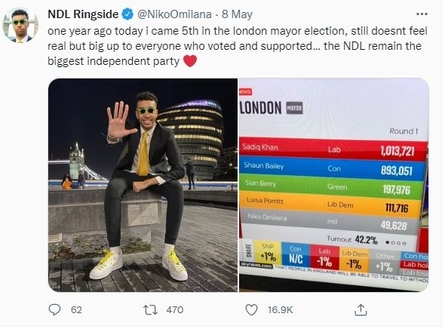 NDL Ringside @NikoOmilana · 8 May
one year ago today i came 5th in the london mayor election, still doesnt feel
real but big up to everyone who voted and supported... the NDL remain the
biggest independent party ❤️
LONDON MAYOR
Round 1
Sadiq Khan Lab 1,013,721
Shaun Bailey Con 893,051
Sian Berry Green 197,976
Luisa Porritt Lib Dem 111,716
Niko Omilana Ind 49,628
Turnout 42.2%
SHARE SNP +1% Con N/C Lab -1% Lib Dem -1% Other +1%
62 470 16.9K